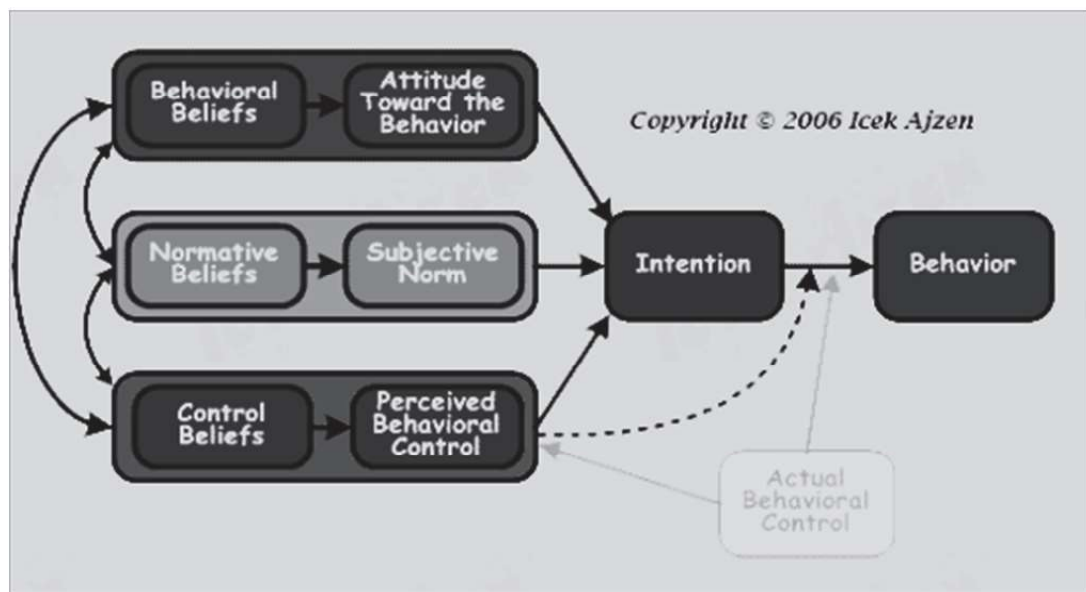 Behavioral
Beliefs
Attitude
Toward the
Behavior
Copyright © 2006 Icek Ajzen
Normative
Beliefs
Subjective
Norm
Intention
Behavior
Control
Beliefs
Perceived
Behavioral
Control
Actual
Behavioral
Control